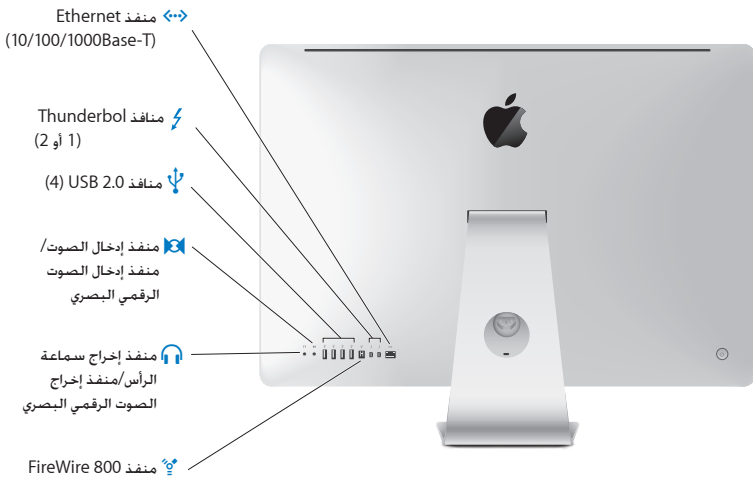 منفذ Ethernet
(10/100/1000Base-T)
منافذ Thunderbol
(1 أو 2)
منافذ USB 2.0 (4)
منفذ إدخال الصوت/
منفذ إدخال الصوت
الرقمي البصري
منفذ إخراج سماعة
الرأس/منفذ إخراج
الصوت الرقمي البصري
منفذ FireWire 800